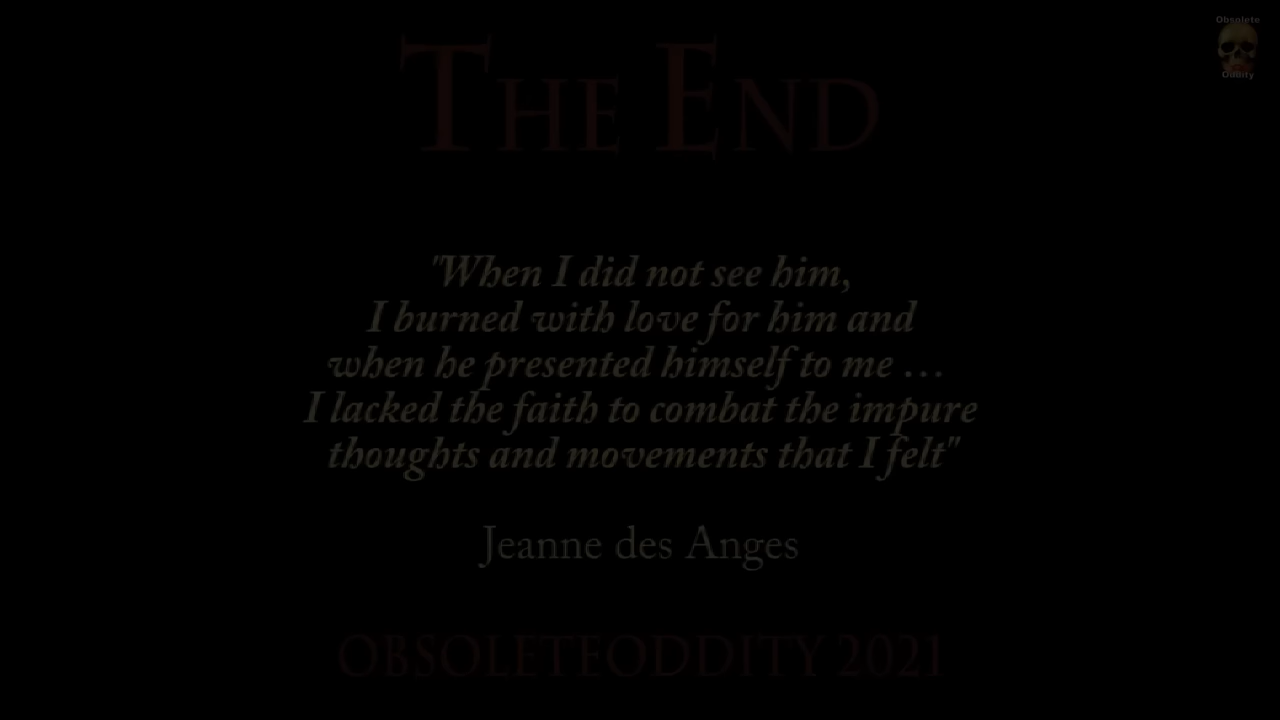 Obsolete
Oddity
THE END
"When I did not see him,
I burned with love for him and
when he presented himself to me ...
I lacked the faith to combat the impure
thoughts and movements that I felt"
Jeanne des Anges
OBSOLETEODDITY 2021